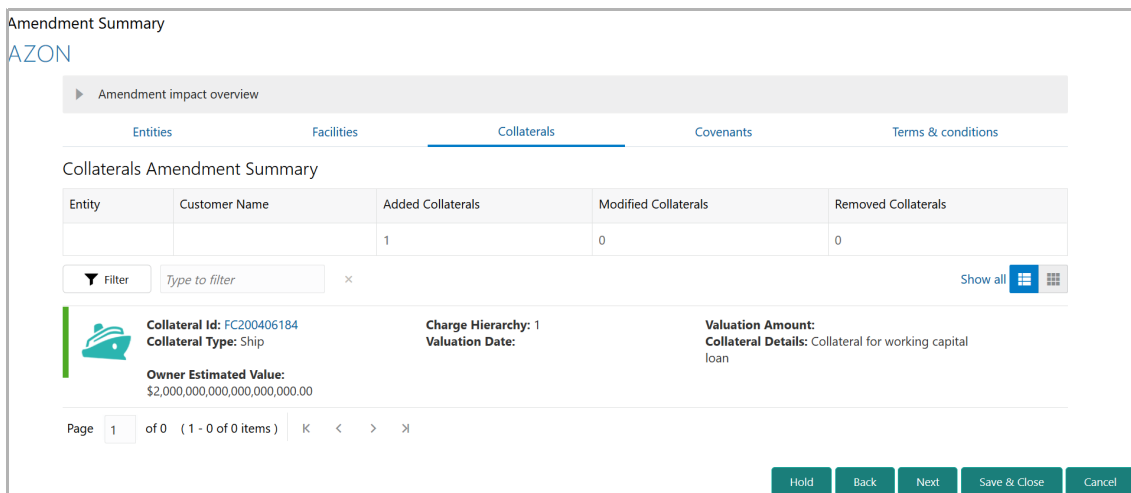 Amendment Summary
AZON
Amendment impact overview
Entities Facilities Collaterals Covenants Terms & conditions
Collaterals Amendment Summary
Entity Customer Name Added Collaterals Modified Collaterals Removed Collaterals
1 0 0
Filter Type to filter × Show all
Collateral Id: FC200406184 Charge Hierarchy: 1 Valuation Amount:
Collateral Type: Ship Valuation Date: Collateral Details: Collateral for working capital
loan
Owner Estimated Value:
$2,000,000,000,000,000,000.00
Page 1 of 0 ( 1 - 0 of 0 items )
Hold Back Next Save & Close Cancel